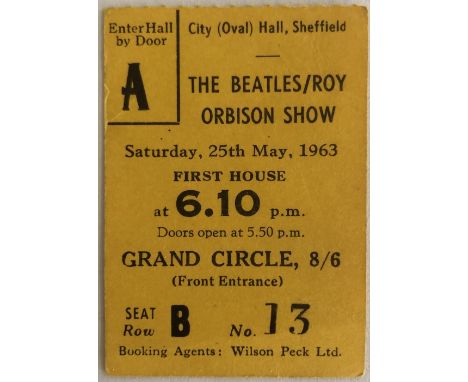 Enter Hall
by Door
A
City (Oval) Hall, Sheffield
THE BEATLES/ROY
ORBISON SHOW
Saturday, 25th May, 1963
FIRST HOUSE
at 6.10 p.m.
Doors open at 5.50 p.m.
GRAND CIRCLE, 8/6
(Front Entrance)
SEAT
Row B No. 13
Booking Agents: Wilson Peck Ltd.